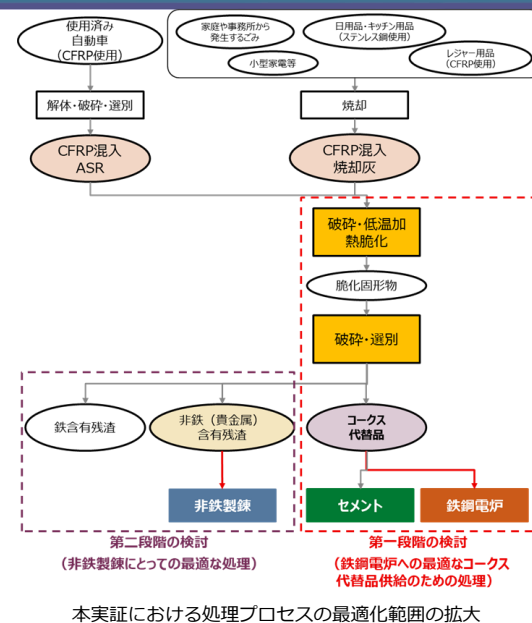 使用済み
自動車
(CFRP使用)
家庭や事務所から
発生するごみ
日用品・キッチン用品
(ステンレス鋼使用)
小型家電等
レジャー用品
(CFRP使用)
解体・破砕・選別
焼却
CFRP混入
ASR
CFRP混入
焼却灰
破砕・低温加
熱脆化
脆化固形物
破砕・選別
鉄含有残渣
非鉄（貴金属）
含有残渣
コークス
代替品
非鉄製錬
セメント
鉄鋼電炉
第二段階の検討
(非鉄製錬にとっての最適な処理)
第一段階の検討
(鉄鋼電炉への最適なコークス
代替品供給のための処理)
本実証における処理プロセスの最適化範囲の拡大